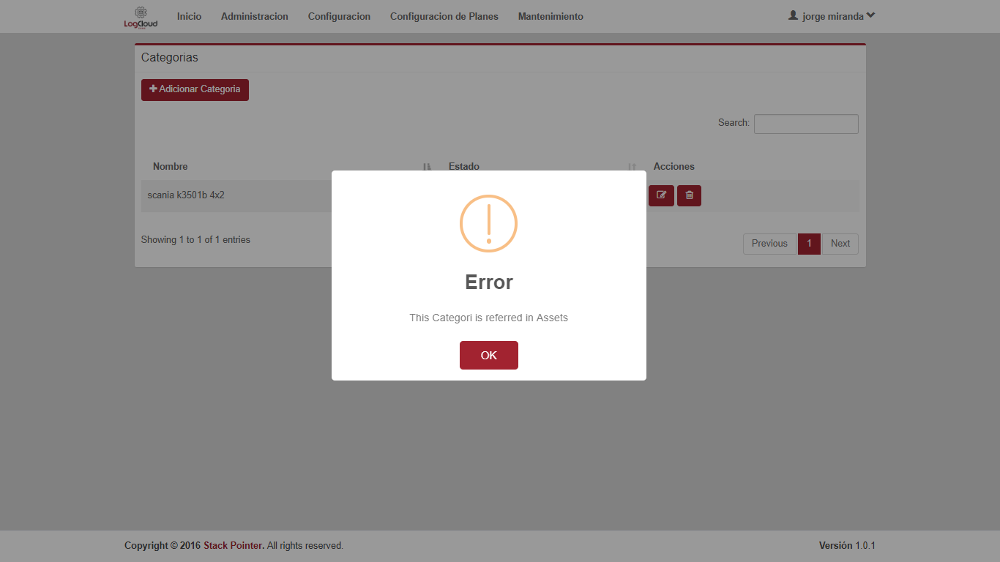 LogCloud
Inicio Administracion Configuracion Configuracion de Planes Mantenimiento jorge miranda
Categorias
Adicionar Categoria
Search:
Nombre Estado Acciones
scania k3501b 4x2
Showing 1 to 1 of 1 entries
Previous 1 Next
Error
This Categori is referred in Assets
OK
Copyright © 2016 Stack Pointer. All rights reserved.
Versión 1.0.1